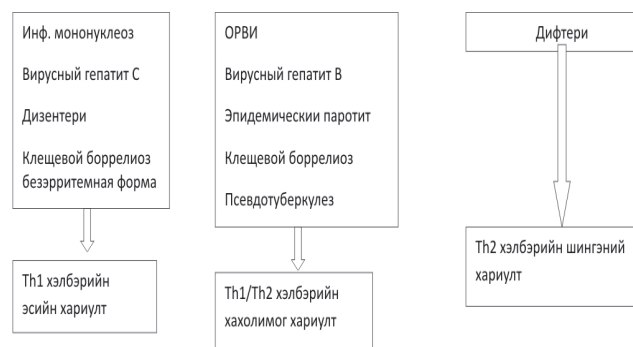 Инф. мононуклеоз
Вирусный гепатит С
Дизентери
Клещевой боррелиоз
безэрритемная форма
Th1 хэлбэрийн
эсийн хариулт
ОРВИ
Вирусный гепатит В
Эпидемическии паротит
Клещевой боррелиоз
Псевдотуберкулез
Th1/Th2 хэлбэрийн
хахолимог хариулт
Дифтери
Th2 хэлбэрийн шингэний
хариулт